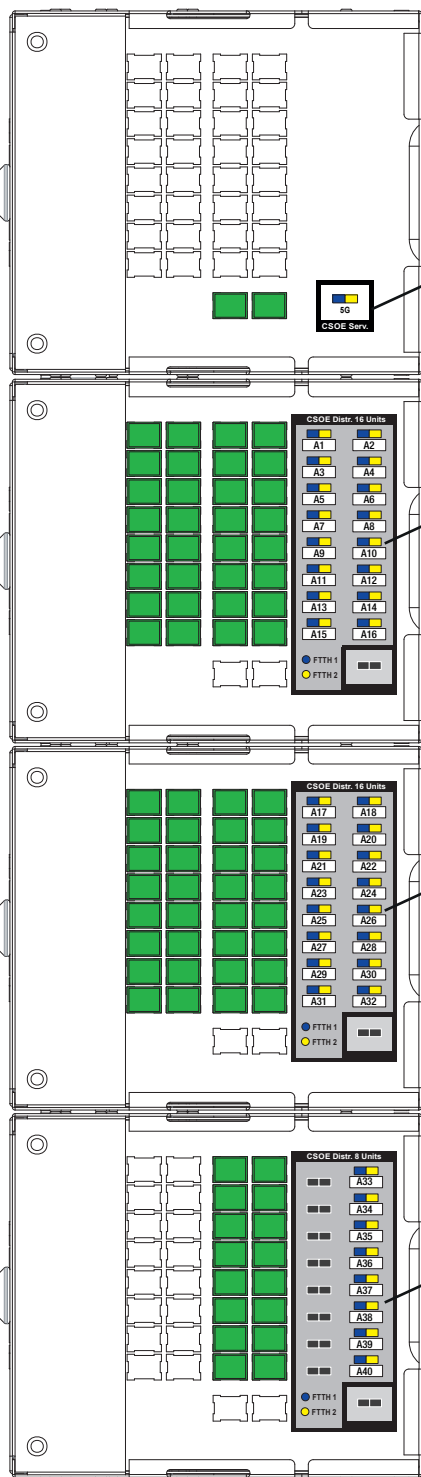 5G
CSOE Serv.
CSOE Distr. 16 Units
A1 A2
A3 A4
A5 A6
A7 A8
A9 A10
A11 A12
A13 A14
A15 A16
FTTH 1
FTTH 2
CSOE Distr. 16 Units
A17 A18
A19 A20
A21 A22
A23 A24
A25 A26
A27 A28
A29 A30
A31 A32
FTTH 1
FTTH 2
CSOE Distr. 8 Units
A33
A34
A35
A36
A37
A38
A39
A40
FTTH 1
FTTH 2